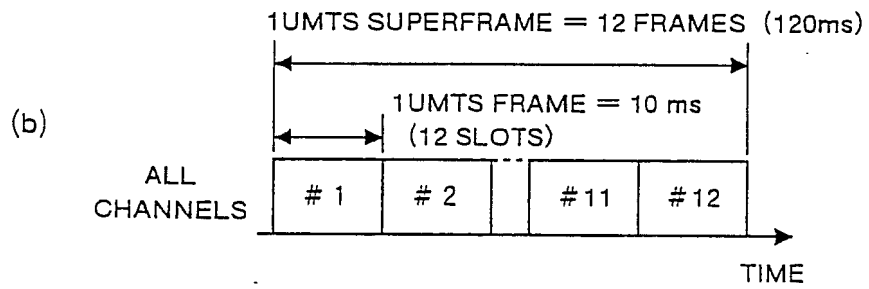 1UMTS SUPERFRAME = 12 FRAMES (120ms)
1UMTS FRAME = 10 ms
(12 SLOTS)
(b)
ALL
CHANNELS
#1 #2 #11 #12
TIME